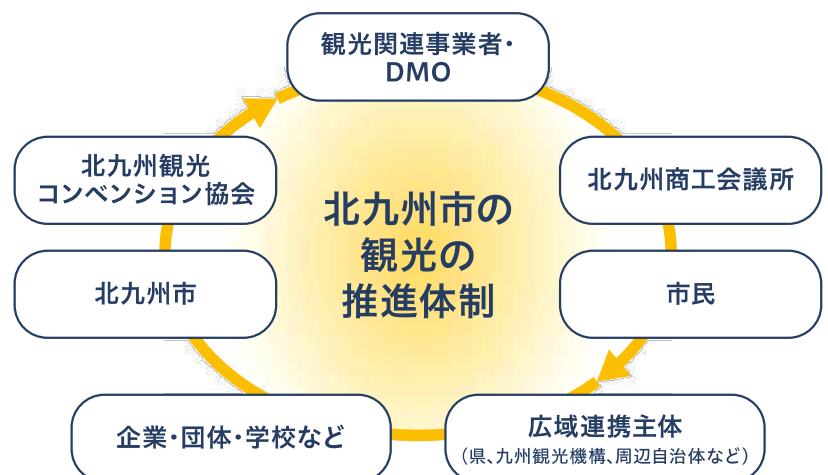 観光関連事業者・
DMO
北九州観光
コンベンション協会
北九州商工会議所
北九州市の
観光の
推進体制
北九州市
市民
企業・団体・学校など
広域連携主体
（県、九州観光機構、周辺自治体など）